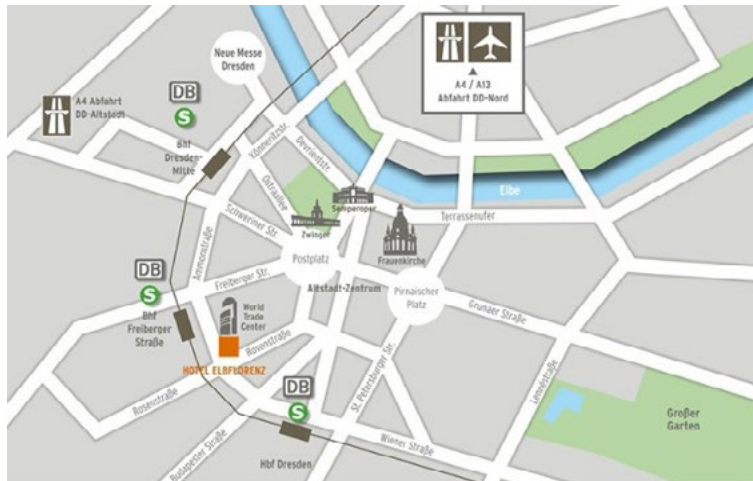 Neue Messe
Dresden
A4 / A13
Abfahrt DD-Nord
A4 Abfahrt
DD-Altstadt
DB
S
Bhf
Dresden-
Mitte
Könneritzstr.
Devrientstr.
Ostraallee
Elbe
Semperoper
Terrassenufer
Schweriner Str.
Zwinger
Ammonstraße
Postplatz
Frauenkirche
DB
S
Freiberger Str.
Altstadt-Zentrum
Pirnaischer
Platz
Grunaer Straße
Bhf
Freiberger
Straße
World
Trade
Center
Rosenstraße
HOTEL ELBFLORENZ
St. Petersburger Str.
Lennéstraße
DB
S
Rosenstraße
Großer
Garten
Wiener Straße
Budapester Straße
Hbf Dresden